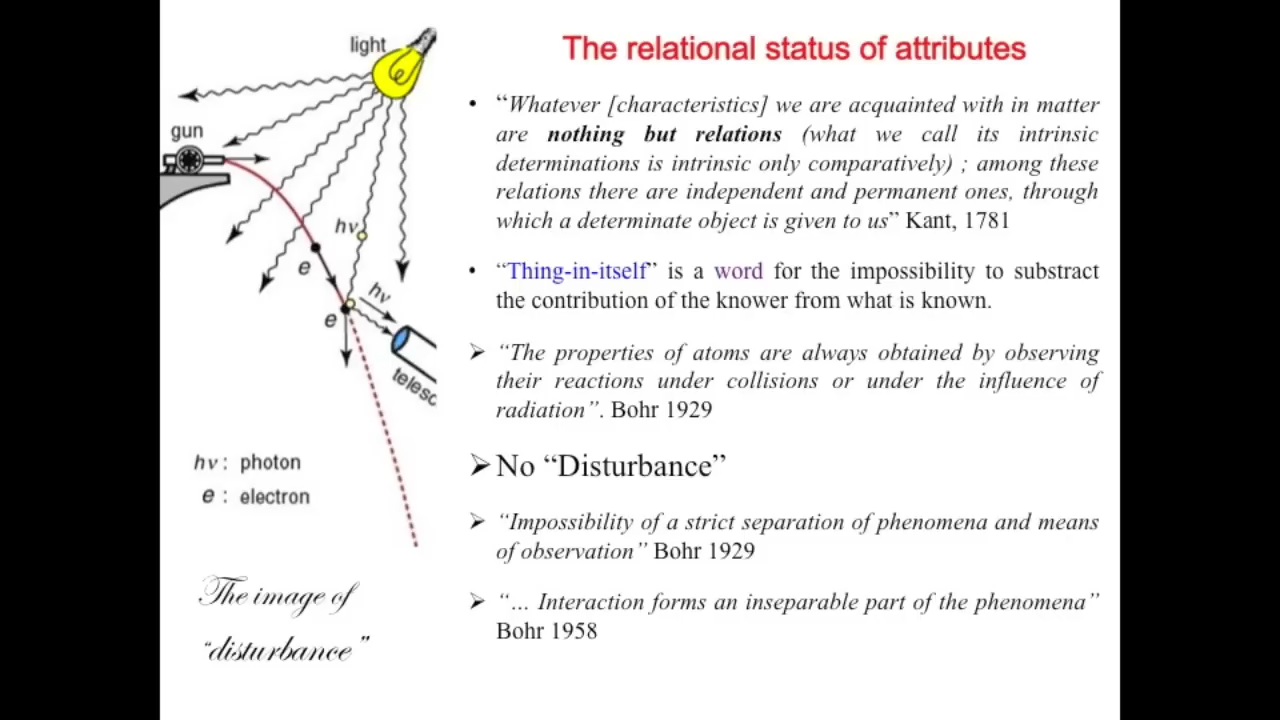 The relational status of attributes
light
gun
hν
e
hν
e
telesc
hν: photon
e : electron
The image of
“disturbance”
• “Whatever [characteristics] we are acquainted with in matter
are nothing but relations (what we call its intrinsic
determinations is intrinsic only comparatively) ; among these
relations there are independent and permanent ones, through
which a determinate object is given to us” Kant, 1781
• “Thing-in-itself” is a word for the impossibility to substract
the contribution of the knower from what is known.
➢ “The properties of atoms are always obtained by observing
their reactions under collisions or under the influence of
radiation”. Bohr 1929
➢ No “Disturbance”
➢ “Impossibility of a strict separation of phenomena and means
of observation” Bohr 1929
➢ “… Interaction forms an inseparable part of the phenomena”
Bohr 1958